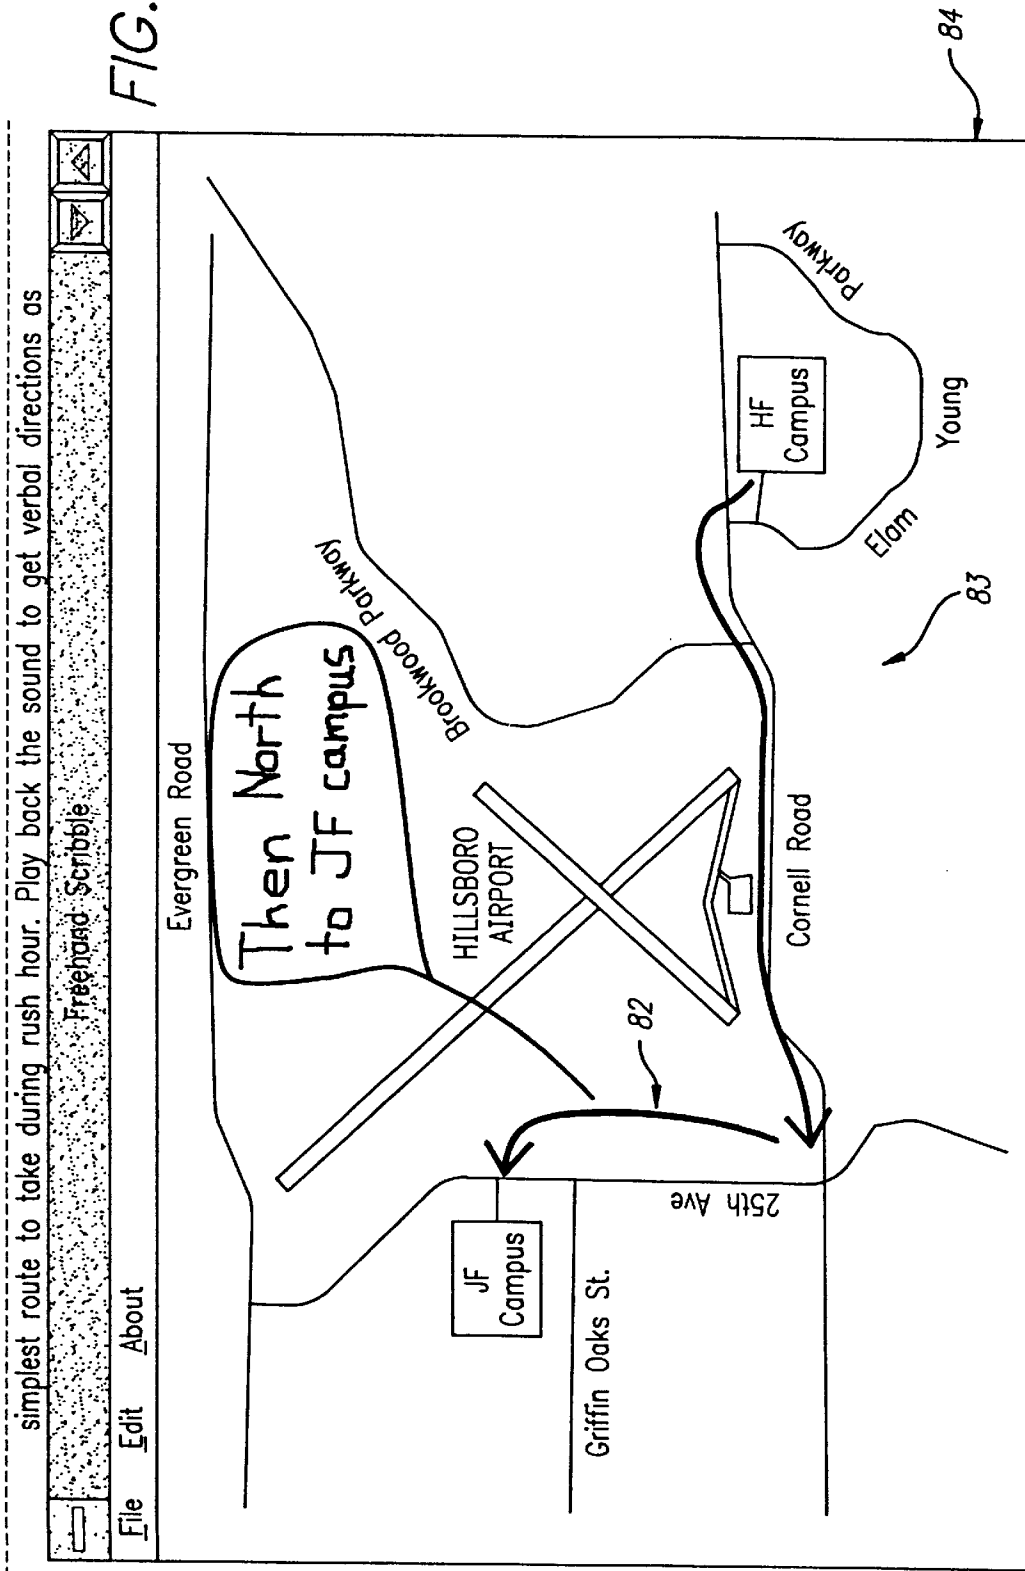 simplest route to take during rush hour. Play back the sound to get verbal directions as
FIG.
Freehand Scribble
File Edit About
Evergreen Road
Then North
to JF campus
Brookwood Parkway
HILLSBORO
AIRPORT
JF
Campus
Griffin Oaks St.
25th Ave
82
Cornell Road
HF
Campus
Parkway
Elam
Young
83
84